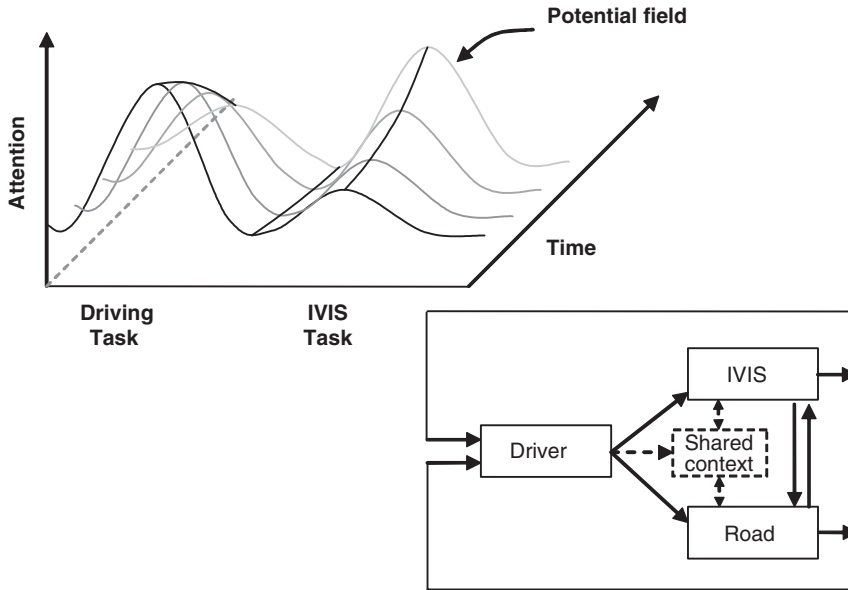 Potential field
Attention
Time
Driving
Task
IVIS
Task
IVIS
Driver
Shared
context
Road